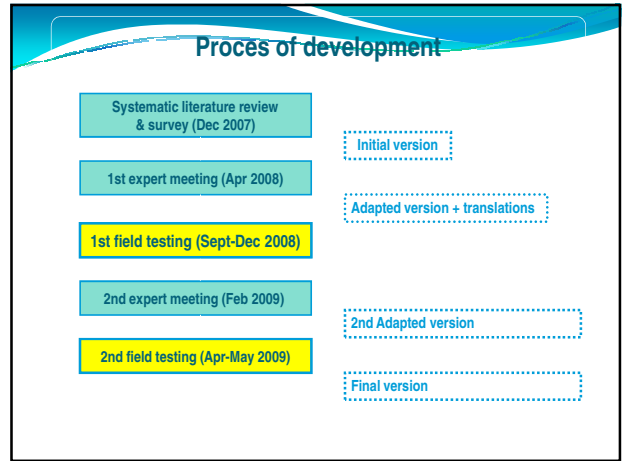 Proces of development
Systematic literature review
& survey (Dec 2007)
Initial version
1st expert meeting (Apr 2008)
Adapted version + translations
1st field testing (Sept-Dec 2008)
2nd expert meeting (Feb 2009)
2nd Adapted version
2nd field testing (Apr-May 2009)
Final version